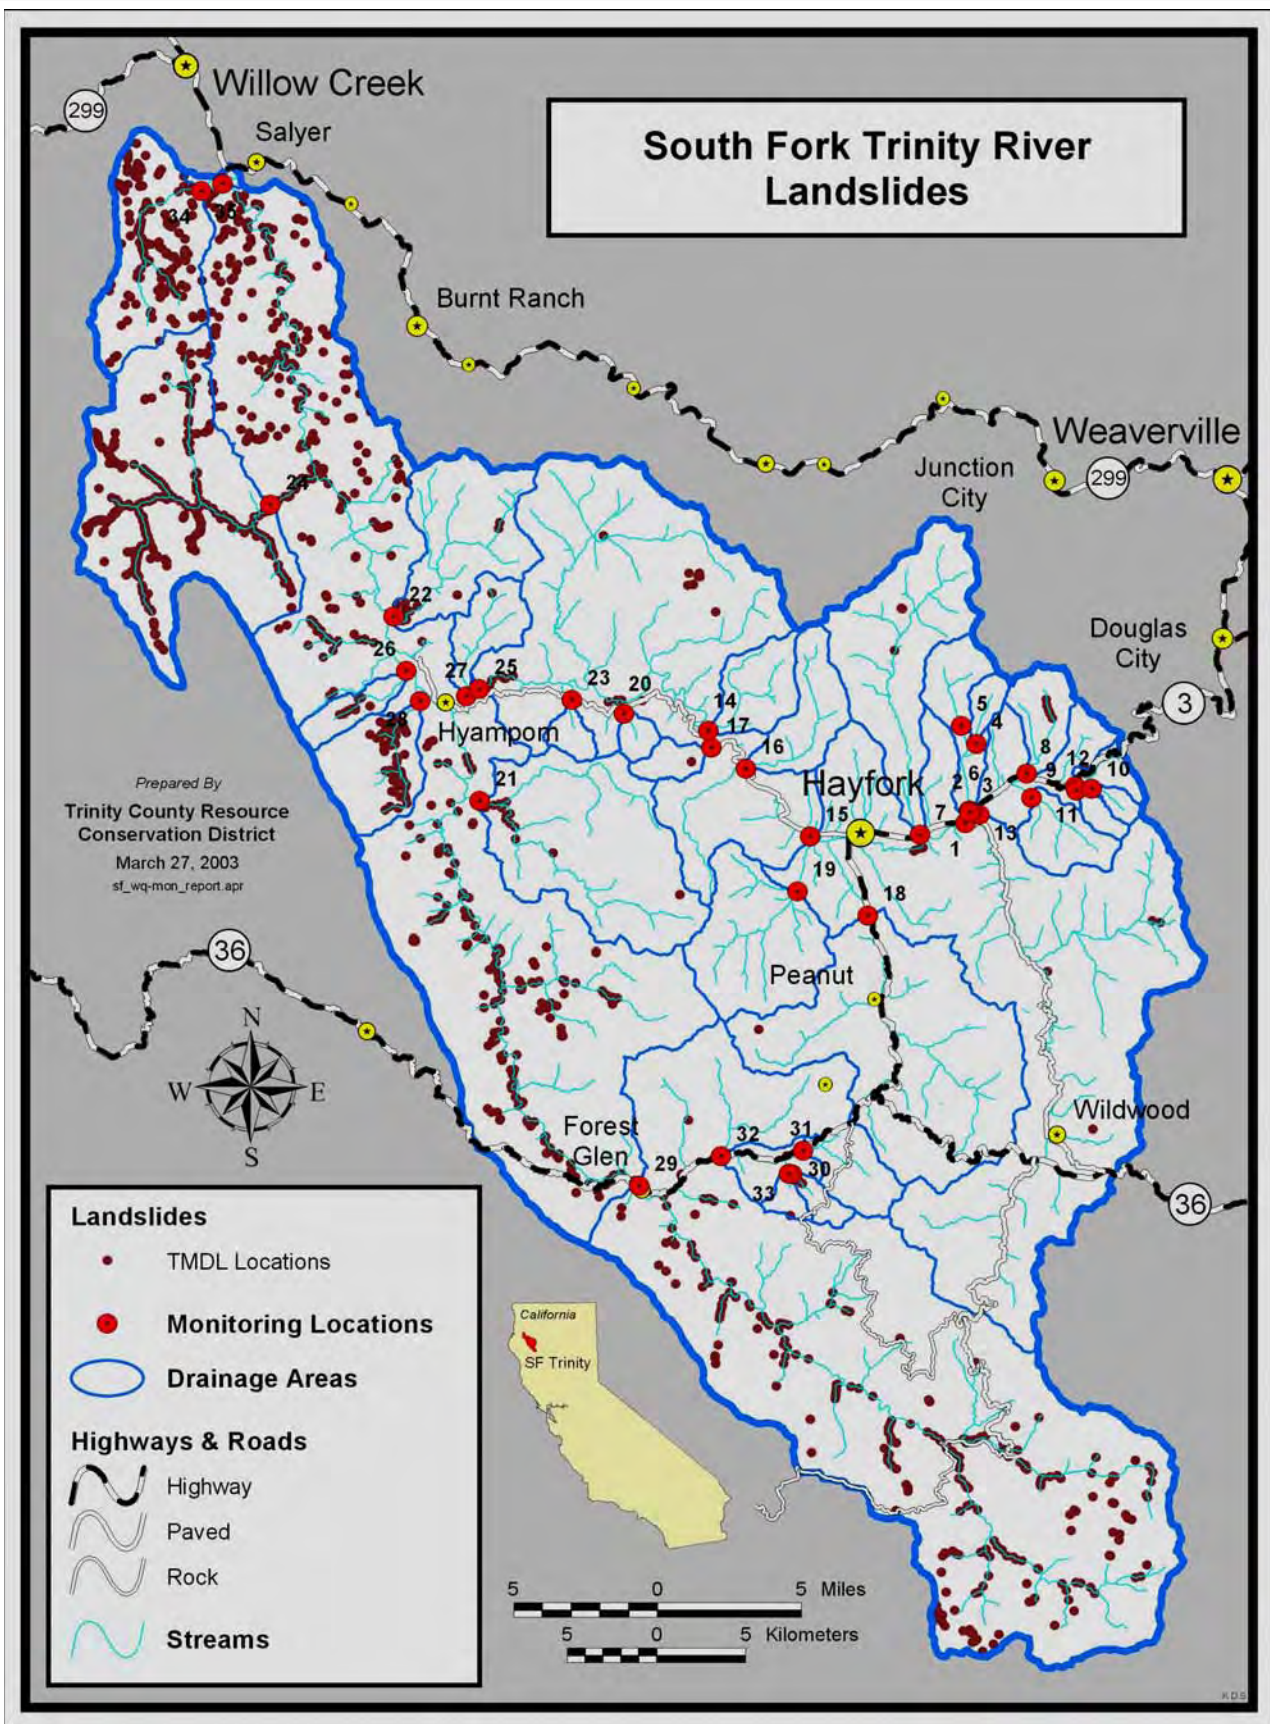 Willow Creek
299
Salyer
South Fork Trinity River
Landslides
34
35
Burnt Ranch
Weaverville
Junction
City
299
24
22
Douglas
City
26
27
25
23
20
14
17
16
5
4
8
9
12
10
3
28
Hyampom
Hayfork
2
6
3
11
21
15
7
13
1
Prepared By
Trinity County Resource
Conservation District
March 27, 2003
sf_wq-mon_report.apr
19
18
36
Peanut
N
W
E
S
Forest
Glen
Wildwood
32
31
29
30
33
36
Landslides
TMDL Locations
Monitoring Locations
Drainage Areas
Highways & Roads
Highway
Paved
Rock
Streams
California
SF Trinity
5 0 5 Miles
5 0 5 Kilometers
K.D.S